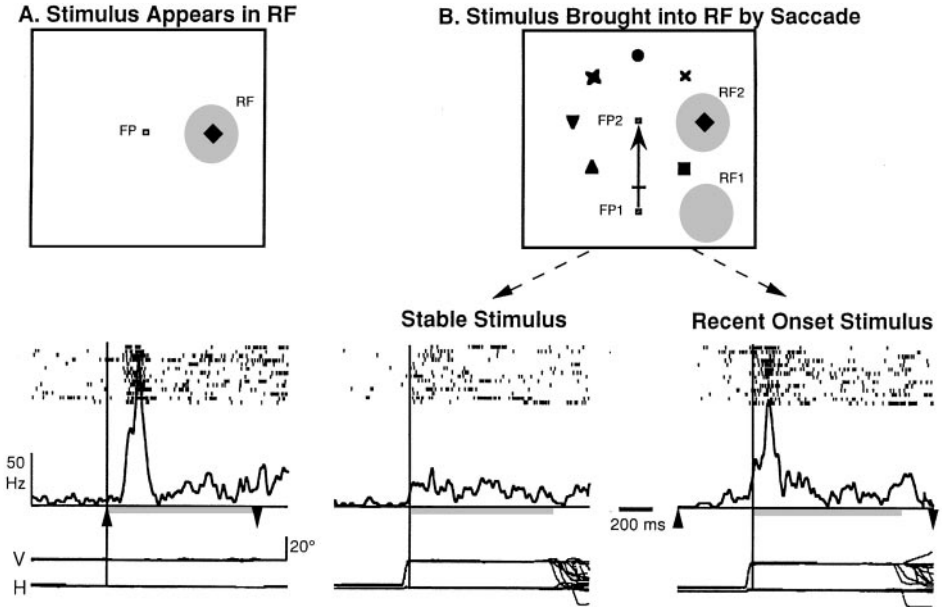 A. Stimulus Appears in RF
B. Stimulus Brought into RF by Saccade
RF
FP
RF2
FP2
RF1
FP1
Stable Stimulus
Recent Onset Stimulus
50
Hz
200 ms
20°
V
H